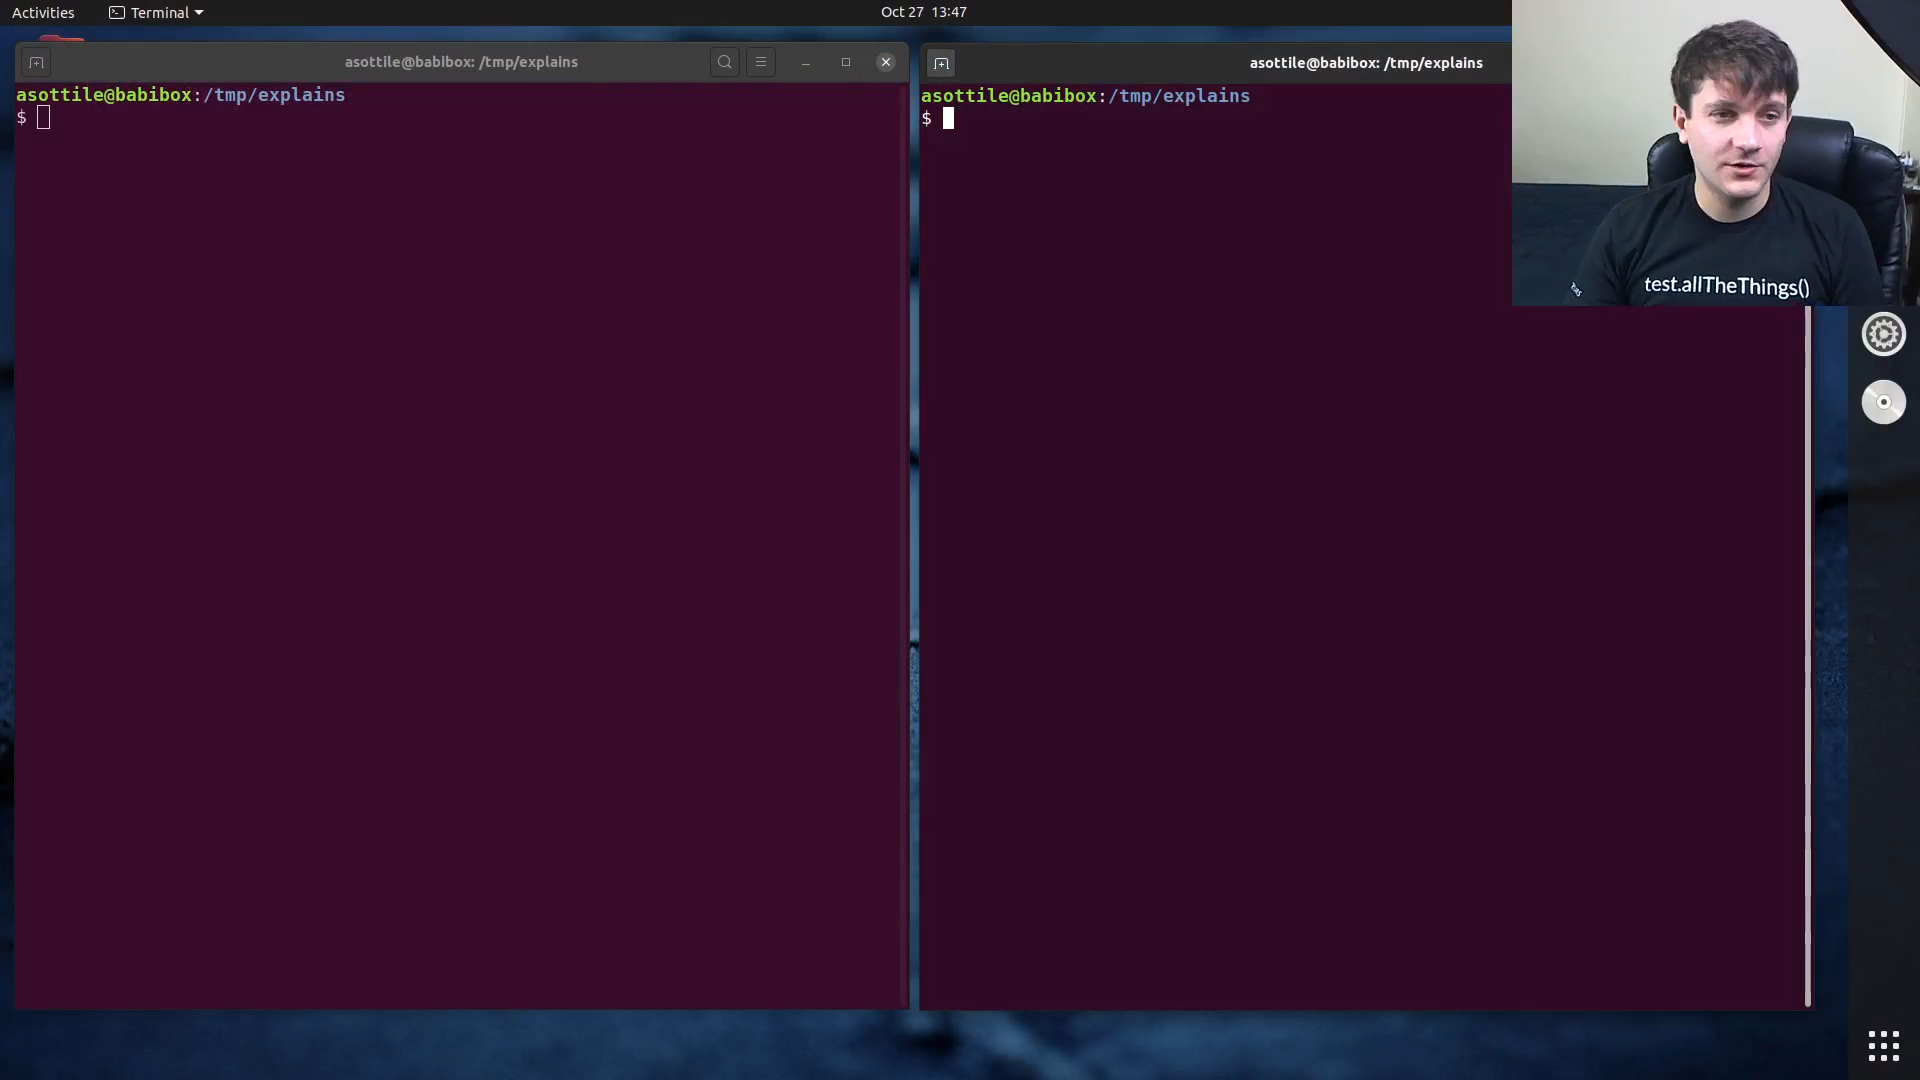 Activities
Terminal
Oct 27 13:47
asottile@babibox: /tmp/explains
asottile@babibox:/tmp/explains
$
asottile@babibox: /tmp/explains
asottile@babibox:/tmp/explains
$
test.allTheThings()